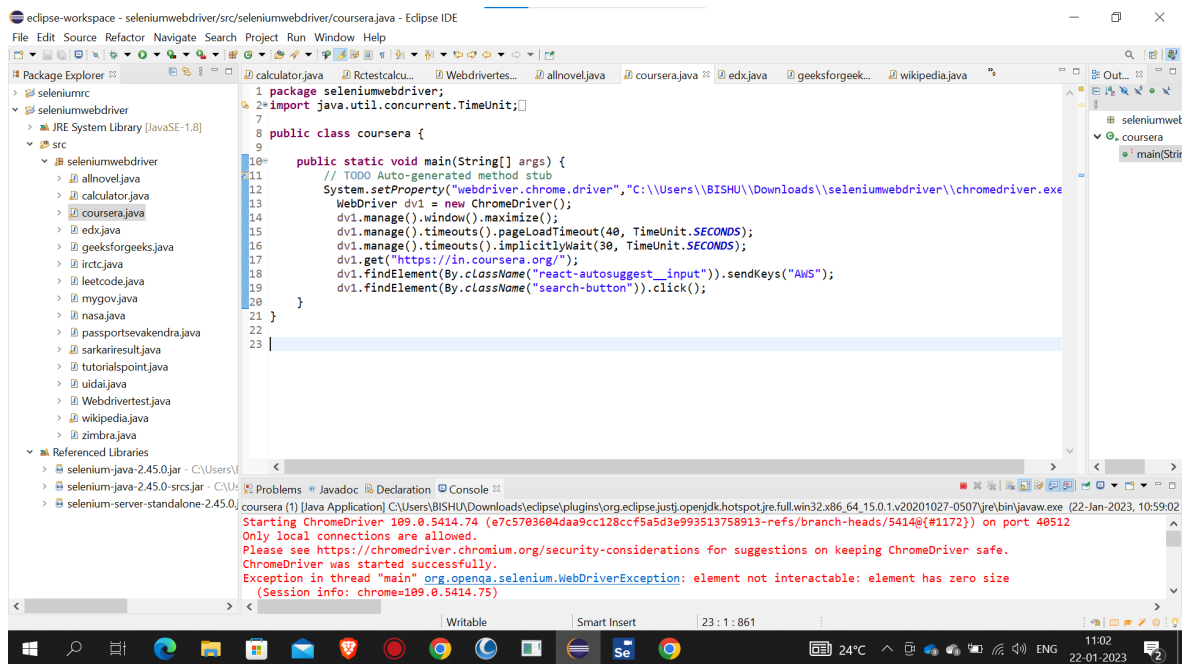 eclipse-workspace - seleniumwebdriver/src/seleniumwebdriver/coursera.java - Eclipse IDE
File Edit Source Refactor Navigate Search Project Run Window Help
Package Explorer
seleniumrc
seleniumwebdriver
JRE System Library [JavaSE-1.8]
src
seleniumwebdriver
allnovel.java
calculator.java
coursera.java
edx.java
geeksforgeeks.java
irctc.java
leetcode.java
mygov.java
nasa.java
passportsevakendra.java
sarkariresult.java
tutorialspoint.java
uidai.java
Webdrivertest.java
wikipedia.java
zimbra.java
Referenced Libraries
selenium-java-2.45.0.jar - C:\Users\
selenium-java-2.45.0-srcs.jar - C:\Us
selenium-server-standalone-2.45.0.j
calculator.java Rctestcalcu... Webdrivertes... allnovel.java coursera.java edx.java geeksforgeek... wikipedia.java
1 package seleniumwebdriver;
2 import java.util.concurrent.TimeUnit;
7
8 public class coursera {
9
10 public static void main(String[] args) {
11 // TODO Auto-generated method stub
12 System.setProperty("webdriver.chrome.driver","C:\\Users\\BISHU\\Downloads\\seleniumwebdriver\\chromedriver.exe
13 WebDriver dv1 = new ChromeDriver();
14 dv1.manage().window().maximize();
15 dv1.manage().timeouts().pageLoadTimeout(40, TimeUnit.SECONDS);
16 dv1.manage().timeouts().implicitlyWait(30, TimeUnit.SECONDS);
17 dv1.get("https://in.coursera.org/");
18 dv1.findElement(By.className("react-autosuggest__input")).sendKeys("AWS");
19 dv1.findElement(By.className("search-button")).click();
20 }
21 }
22
23
Out...
seleniumweb
coursera
main(Strin
Problems Javadoc Declaration Console
coursera (1) [Java Application] C:\Users\BISHU\Downloads\eclipse\plugins\org.eclipse.justj.openjdk.hotspot.jre.full.win32.x86_64_15.0.1.v20201027-0507\jre\bin\javaw.exe (22-Jan-2023, 10:59:02
Starting ChromeDriver 109.0.5414.74 (e7c5703604daa9cc128ccf5a5d3e993513758913-refs/branch-heads/5414@{#1172}) on port 40512
Only local connections are allowed.
Please see https://chromedriver.chromium.org/security-considerations for suggestions on keeping ChromeDriver safe.
ChromeDriver was started successfully.
Exception in thread "main" org.openqa.selenium.WebDriverException: element not interactable: element has zero size
(Session info: chrome=109.0.5414.75)
Writable Smart Insert 23 : 1 : 861
Se 24°C ENG 11:02
22-01-2023 2